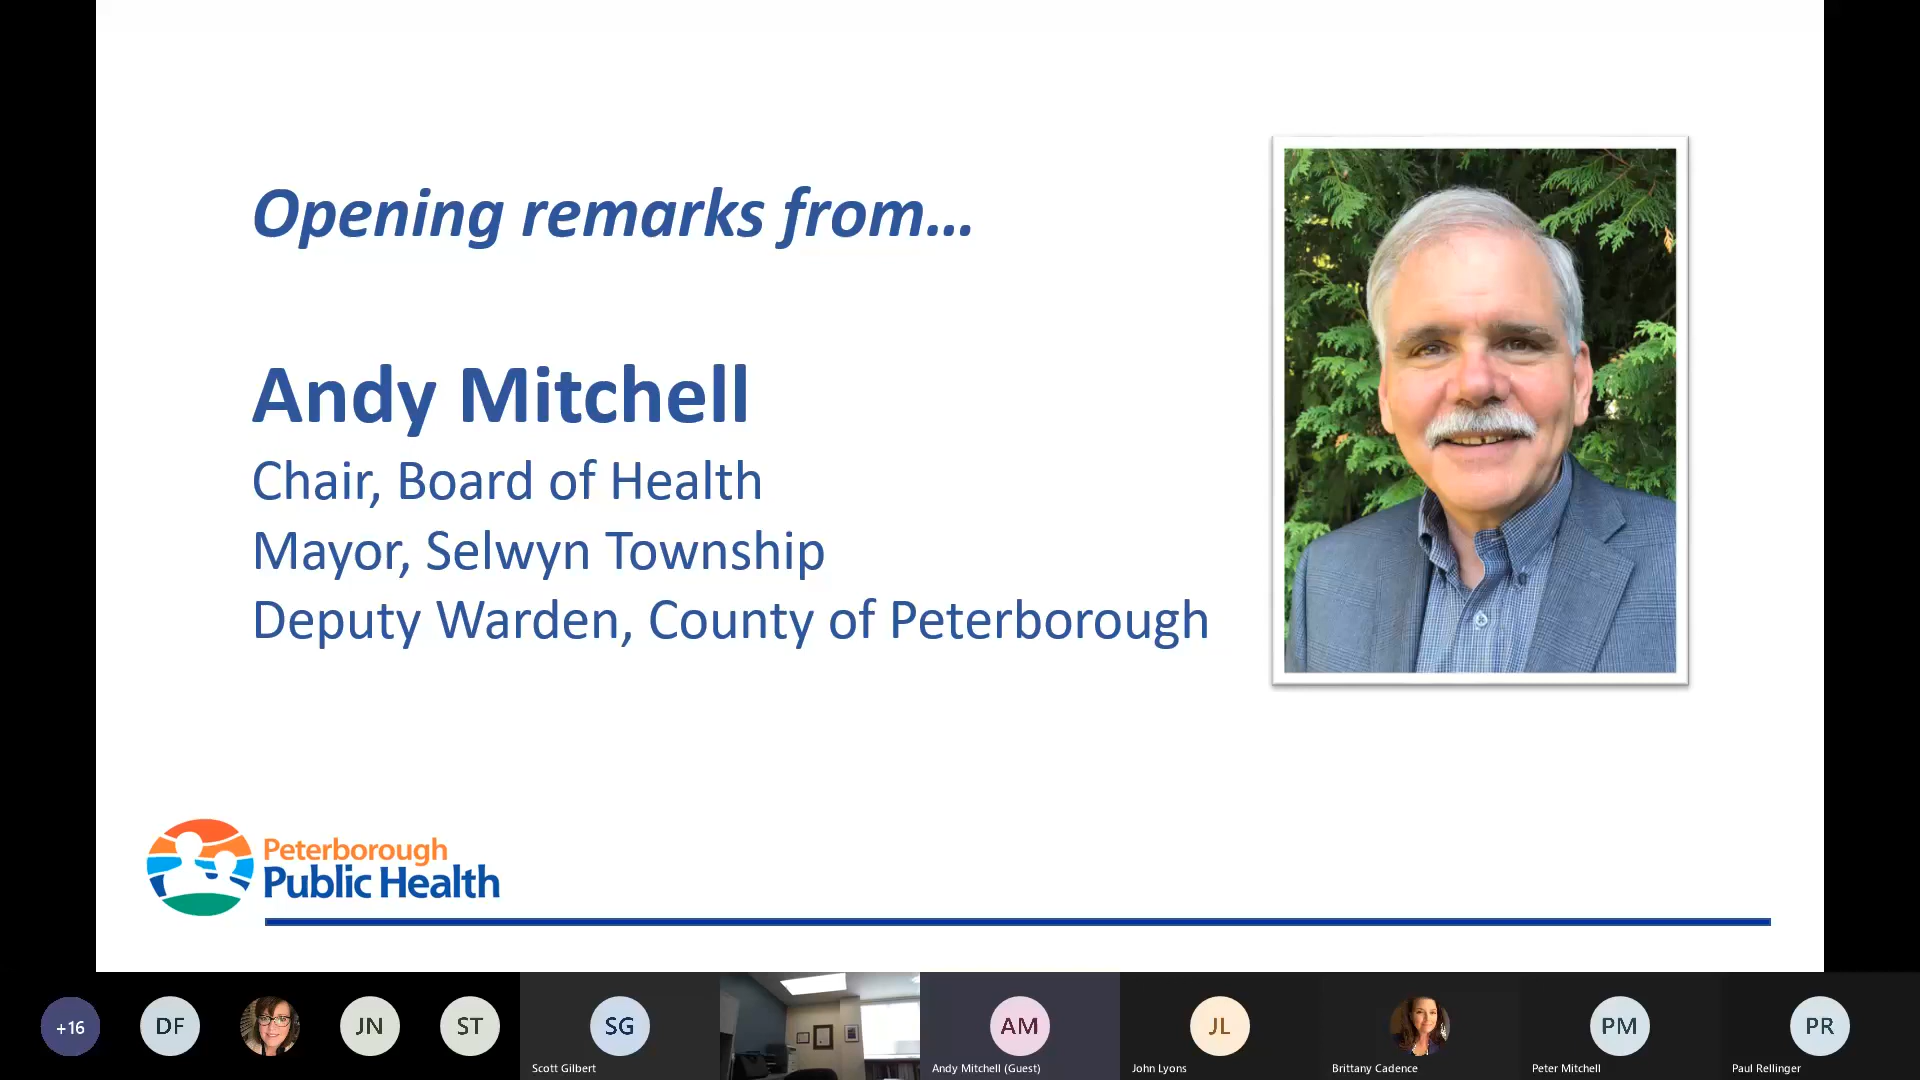 Opening remarks from...
Andy Mitchell
Chair, Board of Health
Mayor, Selwyn Township
Deputy Warden, County of Peterborough
Peterborough
Public Health
+16
DF
JN
ST
SG
AM
JL
PM
PR
Scott Gilbert
Andy Mitchell (Guest)
John Lyons
Brittany Cadence
Peter Mitchell
Paul Rellinger